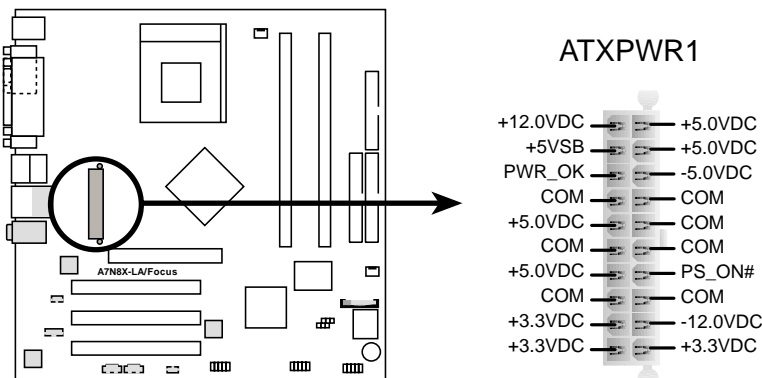 ATXPWR1
+12.0VDC +5.0VDC
+5VSB +5.0VDC
PWR_OK -5.0VDC
COM COM
+5.0VDC COM
COM COM
+5.0VDC PS_ON#
COM COM
+3.3VDC -12.0VDC
+3.3VDC +3.3VDC
A7N8X-LA/Focus